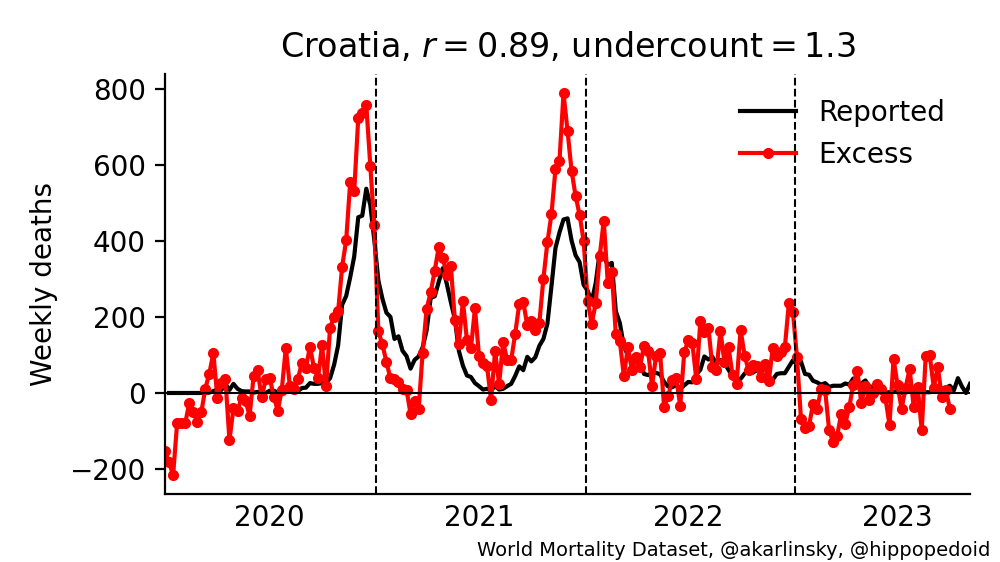 Croatia, r = 0.89, undercount = 1.3
Weekly deaths
800
600
400
200
0
−200
Reported
Excess
2020 2021 2022 2023
World Mortality Dataset, @akarlinsky, @hippopedoid